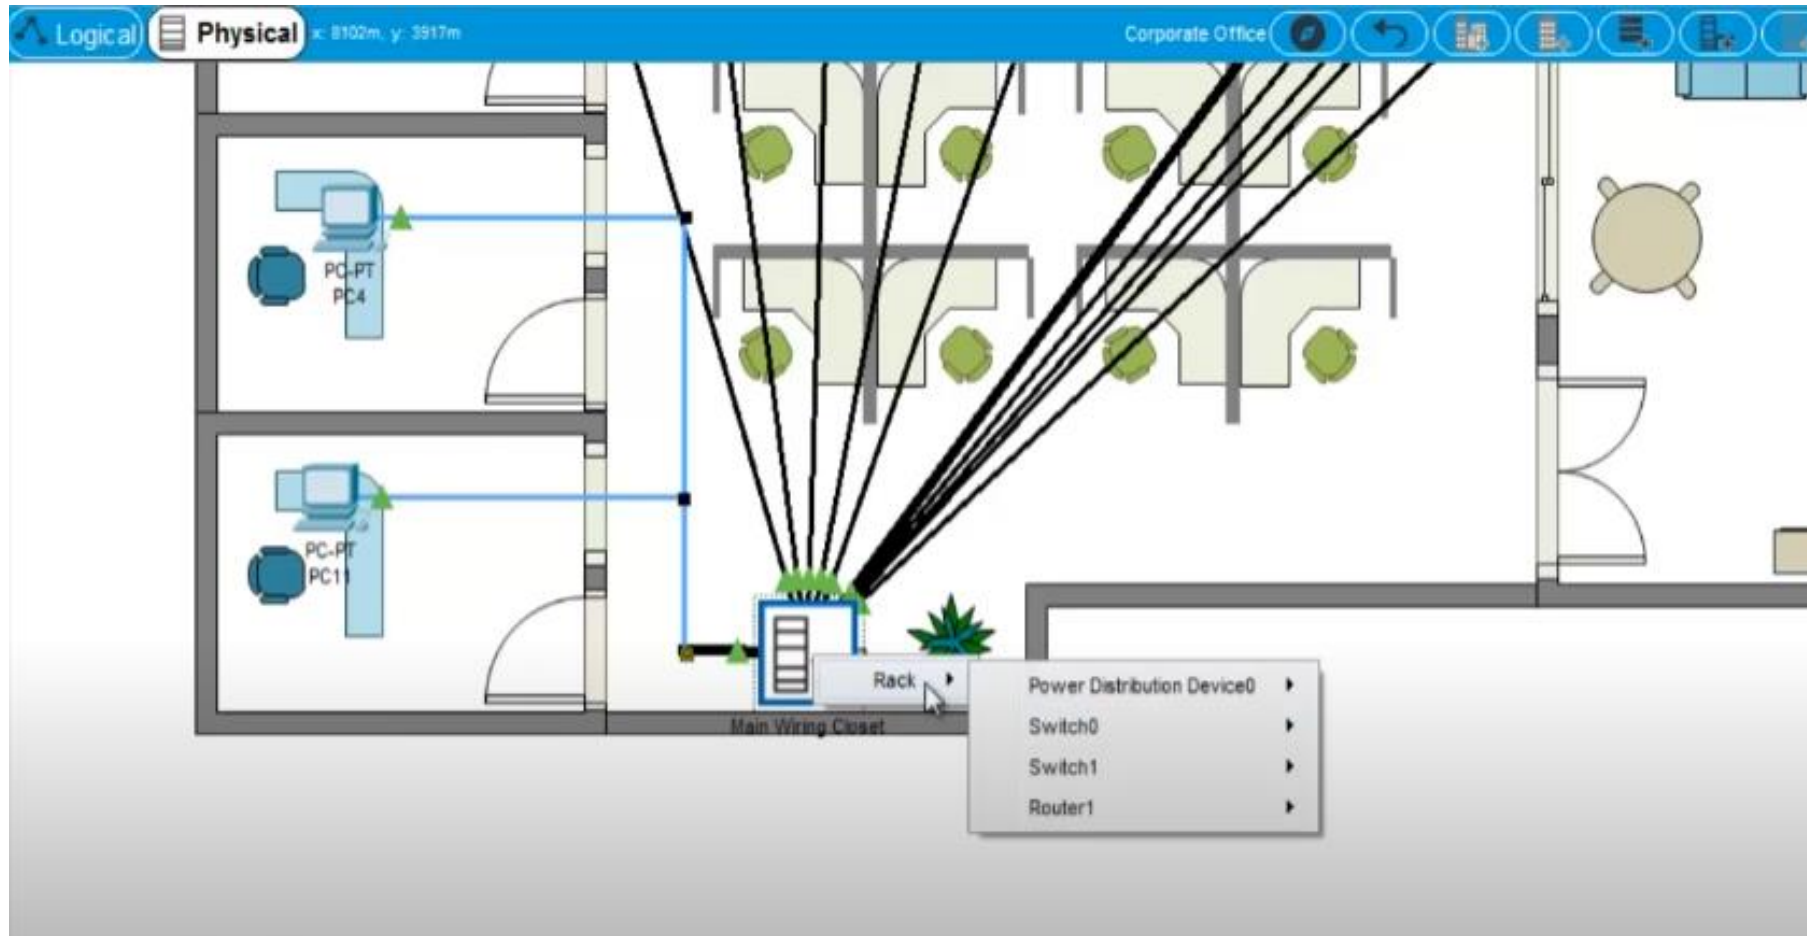 Logical
Physical
x: 8102m, y: 3917m
Corporate Office
PC-PT
PC4
PC-PT
PC11
Rack
Main Wiring Closet
Power Distribution Device0
Switch0
Switch1
Router1